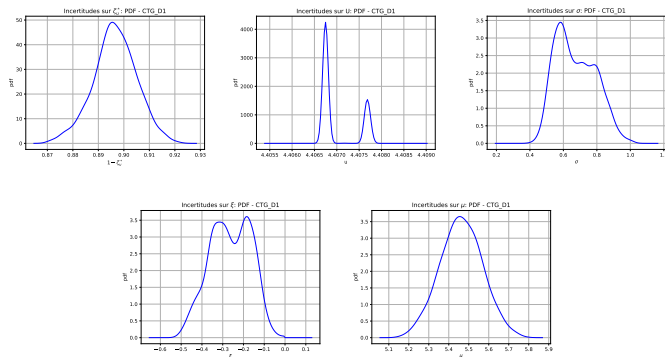 Incertitudes sur ζᵤ*: PDF - CTG_D1
Incertitudes sur U: PDF - CTG_D1
Incertitudes sur σ: PDF - CTG_D1
50
40
30
20
10
0
pdf
0.87 0.88 0.89 0.90 0.91 0.92 0.93
4000
3000
2000
1000
0
pdf
4.4055 4.4060 4.4065 4.4070 4.4075 4.4080 4.4085 4.4090
u
3.5
3.0
2.5
2.0
1.5
1.0
0.5
0.0
pdf
0.2 0.4 0.6 0.8 1.0
σ
Incertitudes sur ξ: PDF - CTG_D1
Incertitudes sur μ: PDF - CTG_D1
3.5
3.0
2.5
2.0
1.5
1.0
0.5
0.0
pdf
−0.6 −0.5 −0.4 −0.3 −0.2 −0.1 0.0 0.1
3.5
3.0
2.5
2.0
1.5
1.0
0.5
0.0
pdf
5.1 5.2 5.3 5.4 5.5 5.6 5.7 5.8 5.9